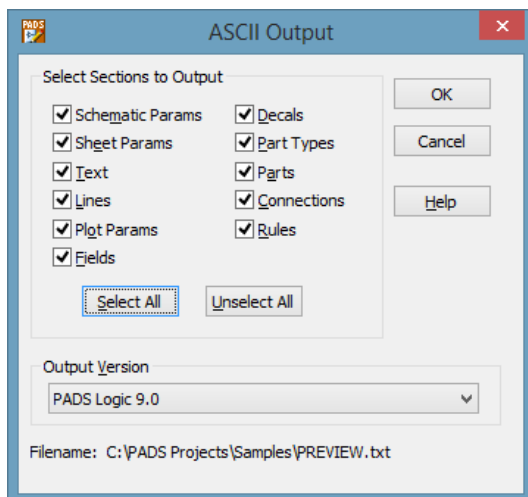 PADS
ASCII Output
Select Sections to Output
Schematic Params
Sheet Params
Text
Lines
Plot Params
Fields
Decals
Part Types
Parts
Connections
Rules
Select All
Unselect All
OK
Cancel
Help
Output Version
PADS Logic 9.0
Filename: C:\PADS Projects\Samples\PREVIEW.txt